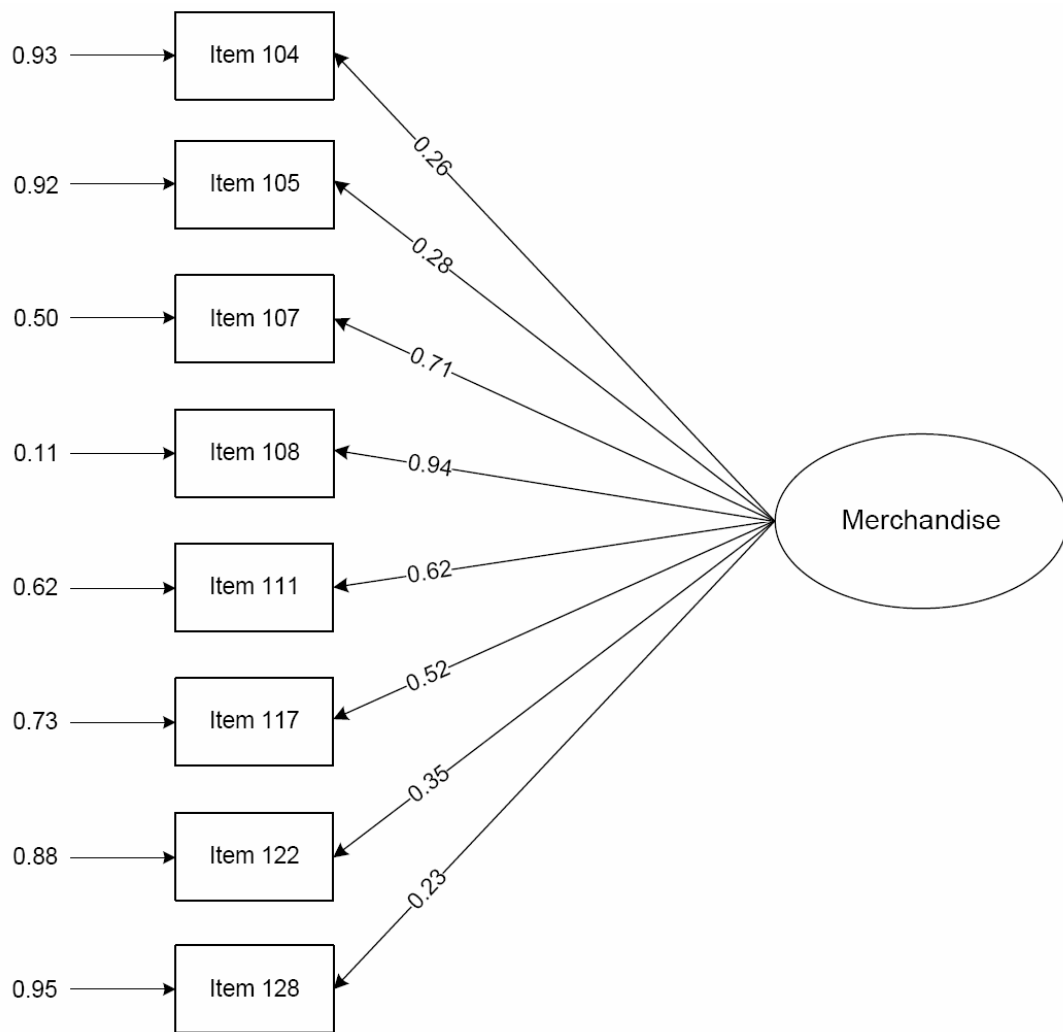 0.93
Item 104
0.26
0.92
Item 105
0.28
0.50
Item 107
0.71
0.11
Item 108
0.94
Merchandise
0.62
Item 111
0.62
0.73
Item 117
0.52
0.88
Item 122
0.35
0.95
Item 128
0.23